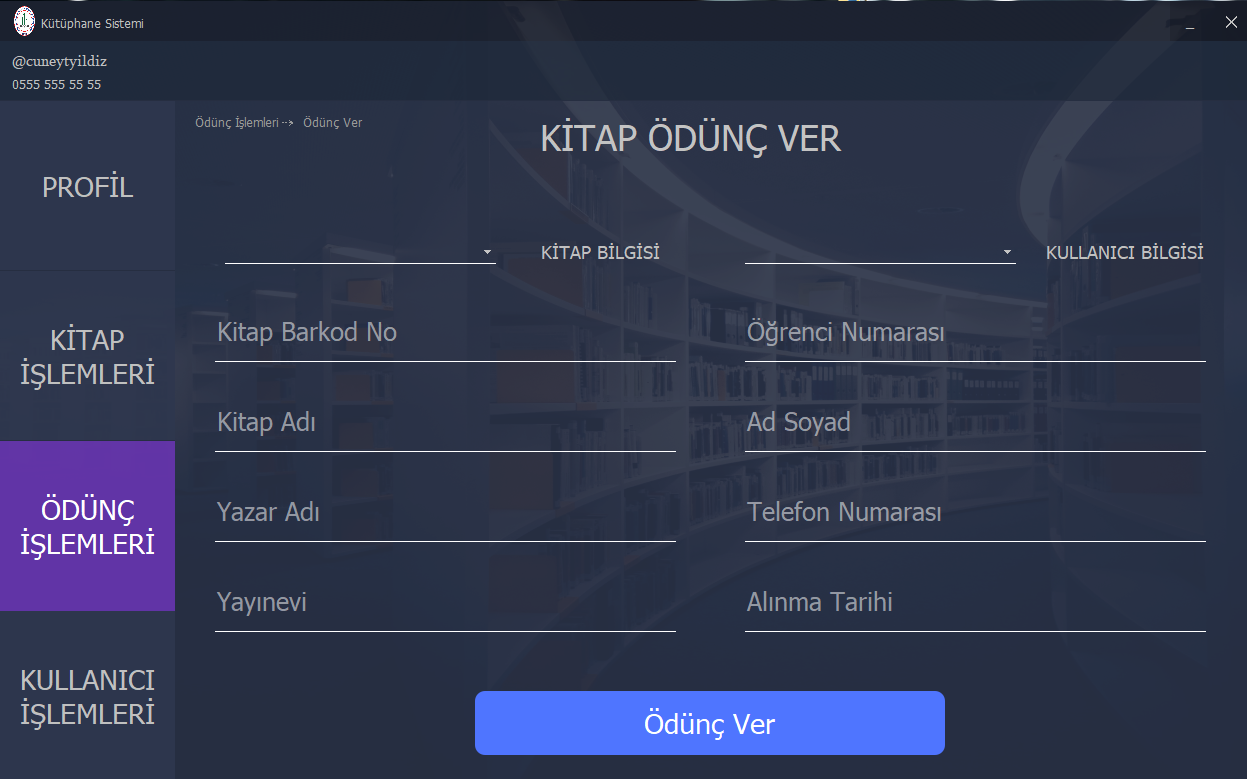 Kütüphane Sistemi
@cuneytyildiz
0555 555 55 55
PROFİL
KİTAP
İŞLEMLERİ
ÖDÜNÇ
İŞLEMLERİ
KULLANICI
İŞLEMLERİ
Ödünç İşlemleri --> Ödünç Ver
KİTAP ÖDÜNÇ VER
KİTAP BİLGİSİ
KULLANICI BİLGİSİ
Kitap Barkod No
Öğrenci Numarası
Kitap Adı
Ad Soyad
Yazar Adı
Telefon Numarası
Yayınevi
Alınma Tarihi
Ödünç Ver